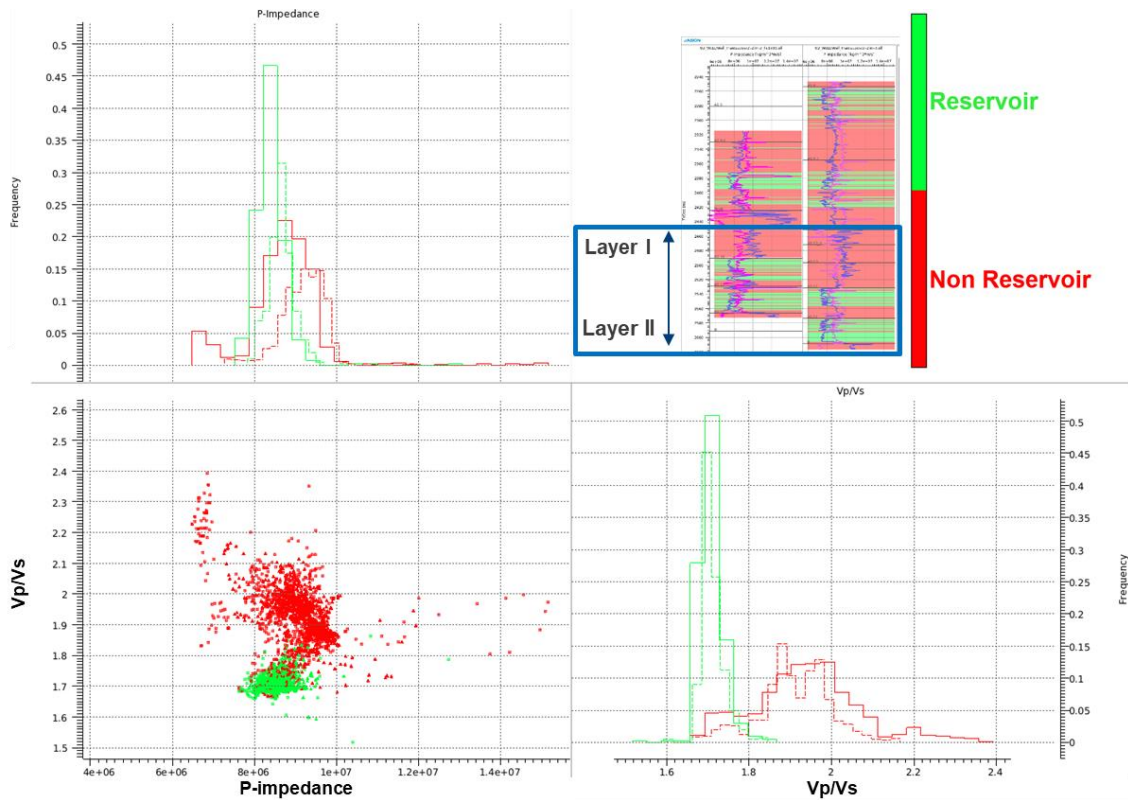 P-Impedance
Frequency
0.5
0.45
0.4
0.35
0.3
0.25
0.2
0.15
0.1
0.05
0
JASON
Layer I
Layer II
Reservoir
Non Reservoir
Vp/Vs
2.6
2.5
2.4
2.3
2.2
2.1
2
1.9
1.8
1.7
1.6
1.5
4e+06
6e+06
8e+06
1e+07
1.2e+07
1.4e+07
P-impedance
Vp/Vs
0.5
0.45
0.4
0.35
0.3
0.25
0.2
0.15
0.1
0.05
0
Frequency
1.6
1.8
2
2.2
2.4
Vp/Vs